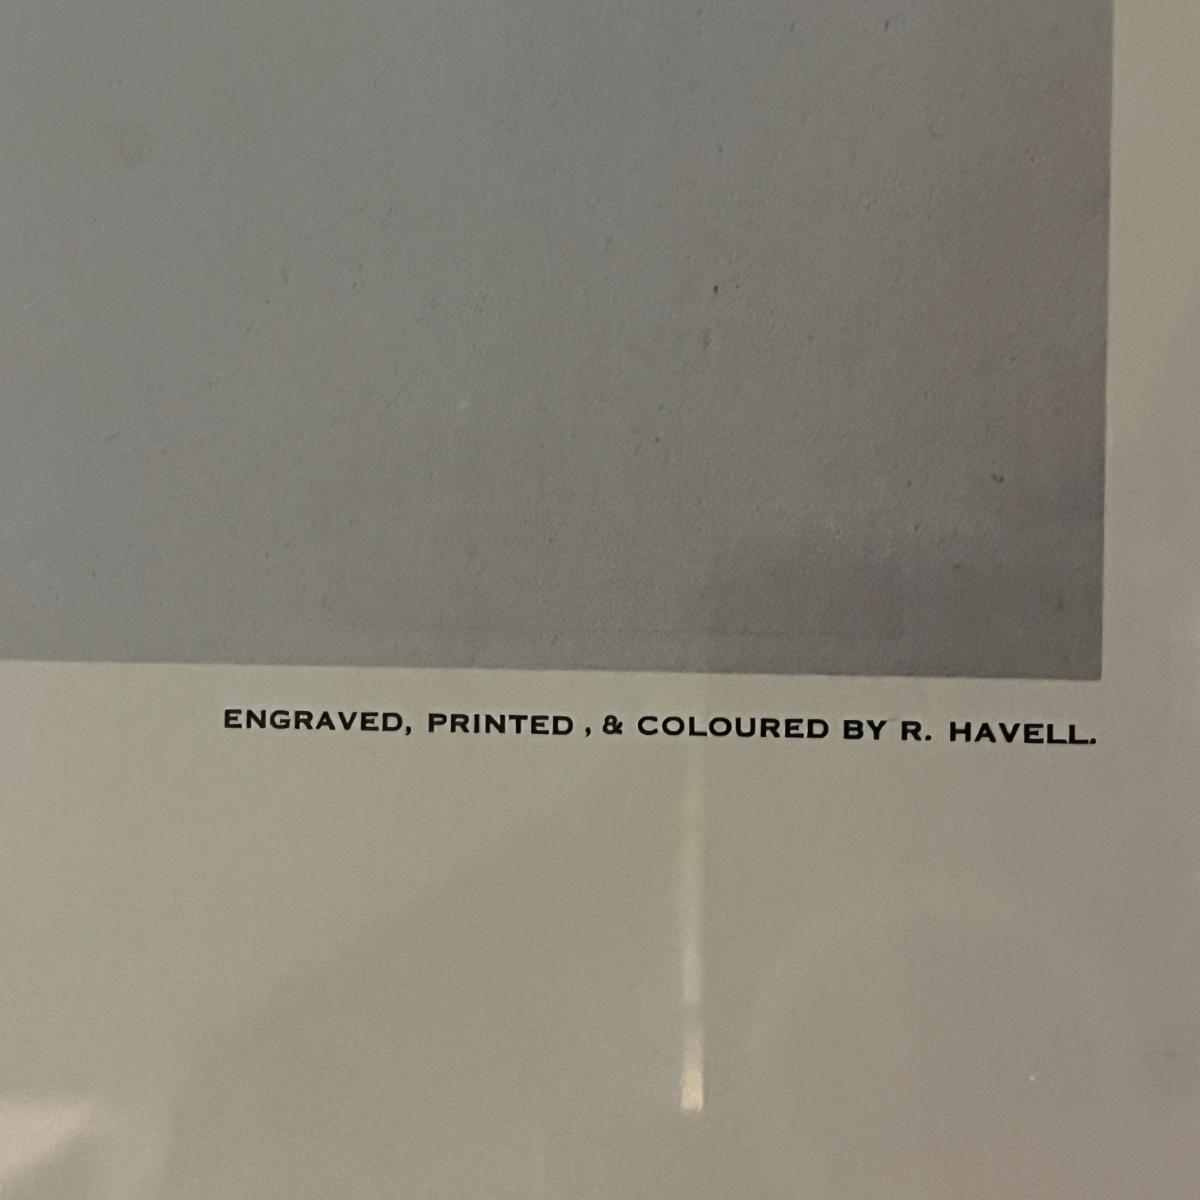 ENGRAVED, PRINTED , & COLOURED BY R. HAVELL.